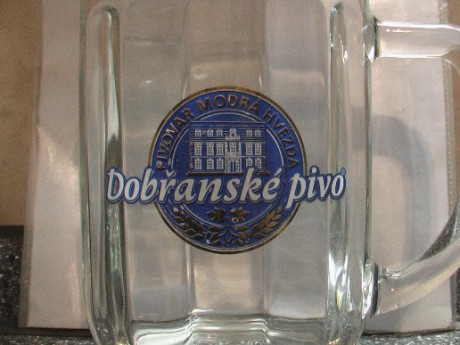 PIVOVAR MODRÁ HVĚZDA
Dobřanské pivo